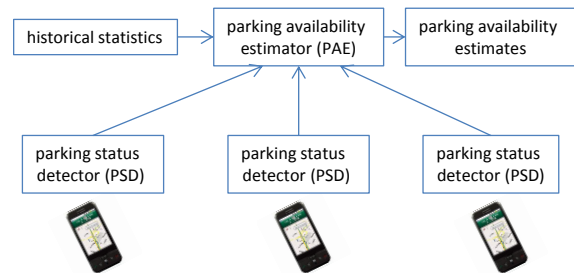 historical statistics
parking availability
estimator (PAE)
parking availability
estimates
parking status
detector (PSD)
parking status
detector (PSD)
parking status
detector (PSD)